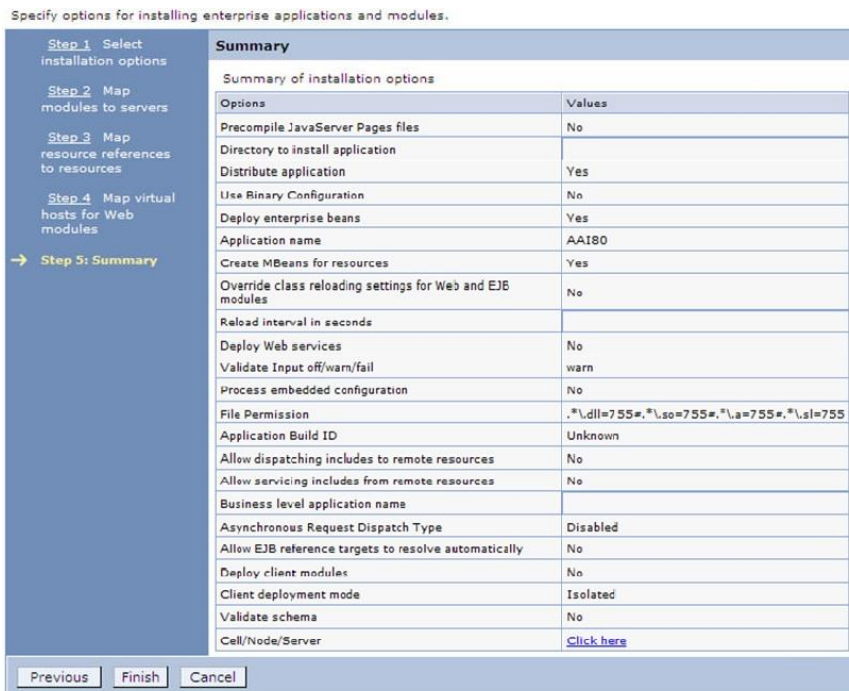 Specify options for installing enterprise applications and modules.
Step 1 Select
installation options
Step 2 Map
modules to servers
Step 3 Map
resource references
to resources
Step 4 Map virtual
hosts for Web
modules
Step 5: Summary
Summary
Summary of installation options
Options Values
Precompile JavaServer Pages files No
Directory to install application
Distribute application Yes
Use Binary Configuration No
Deploy enterprise beans Yes
Application name AAI80
Create MBeans for resources Yes
Override class reloading settings for Web and EJB
modules No
Reload interval in seconds
Deploy Web services No
Validate Input off/warn/fail warn
Process embedded configuration No
File Permission .*\.dll=755#.*\.so=755#.*\.a=755#.*\.sl=755
Application Build ID Unknown
Allow dispatching includes to remote resources No
Allow servicing includes from remote resources No
Business level application name
Asynchronous Request Dispatch Type Disabled
Allow EJB reference targets to resolve automatically No
Deploy client modules No
Client deployment mode Isolated
Validate schema No
Cell/Node/Server Click here
Previous Finish Cancel